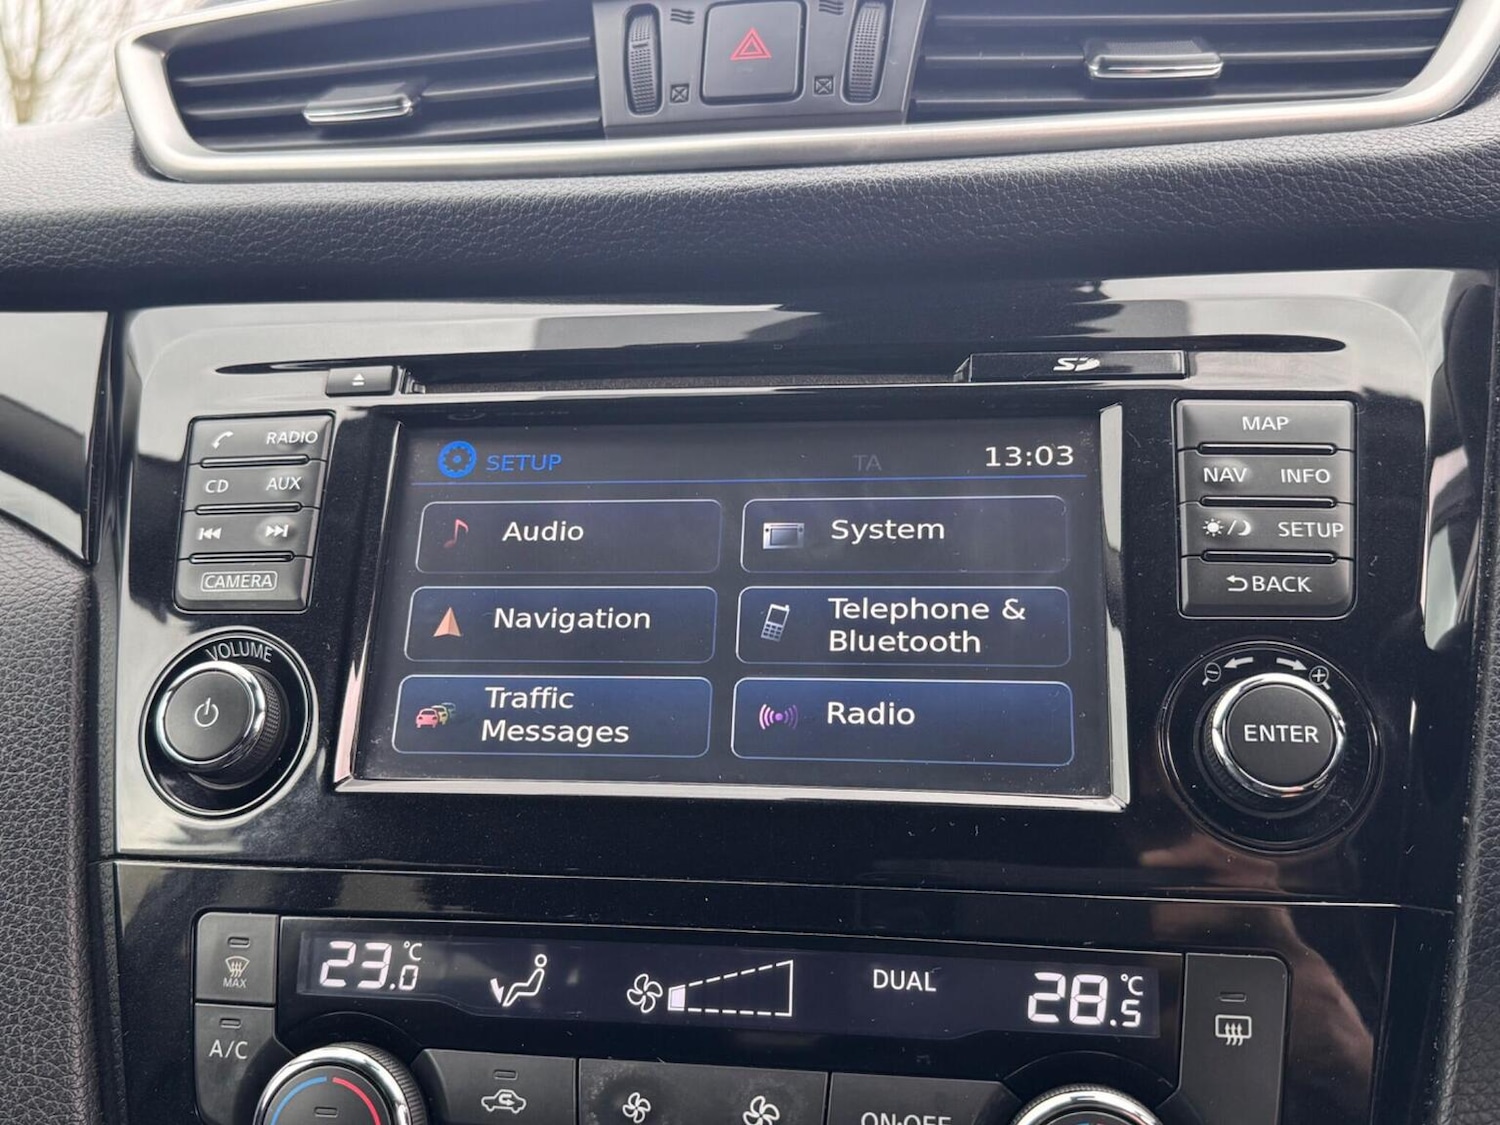 SD
RADIO
CD AUX
CAMERA
VOLUME
SETUP TA 13:03
Audio
System
Navigation
Telephone &
Bluetooth
Traffic
Messages
Radio
MAP
NAV INFO
SETUP
BACK
ENTER
23.0°C
DUAL
28.5°C
MAX
A/C
ON·OFF